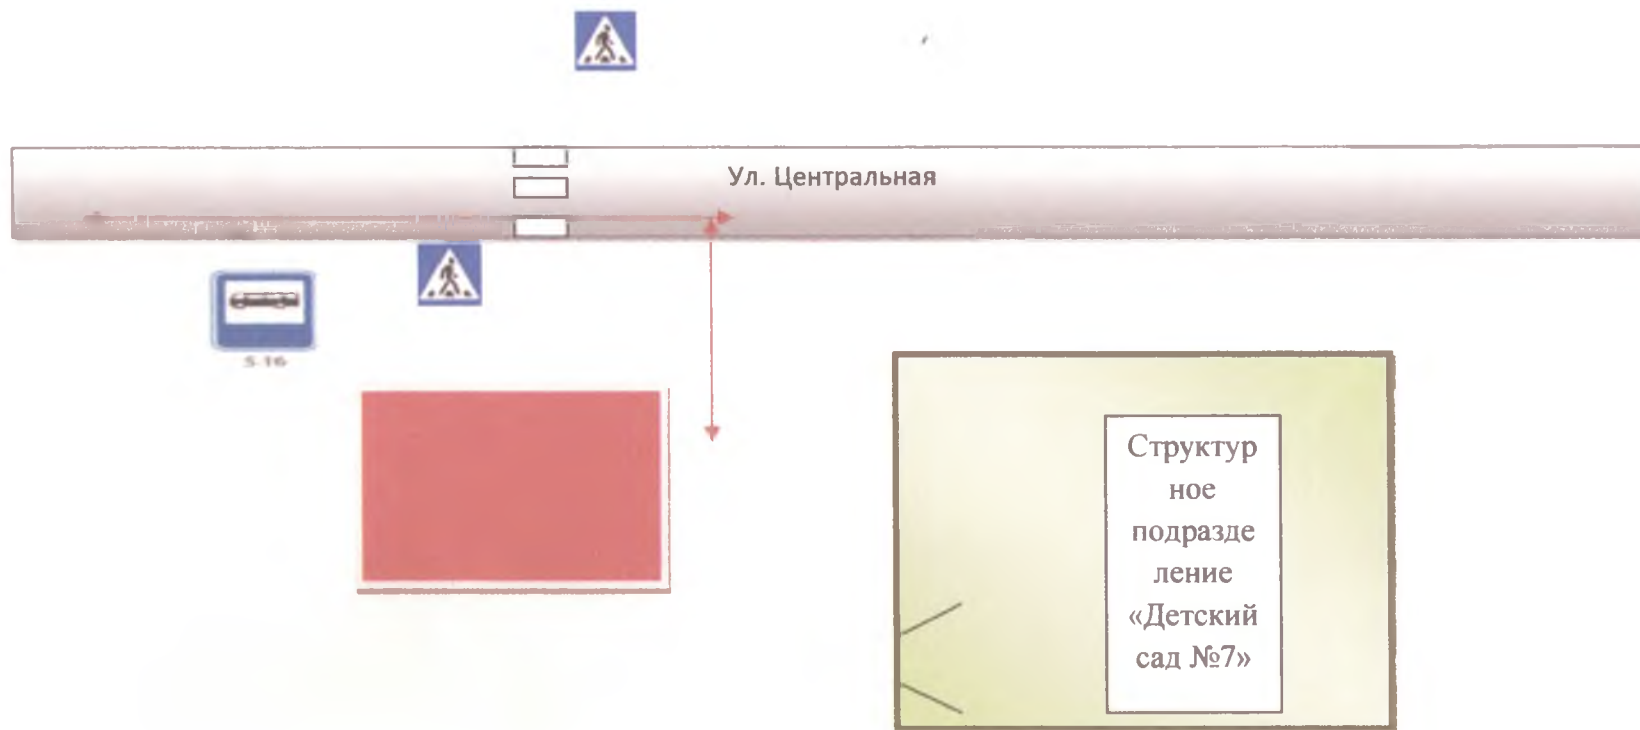 Ул. Центральная
5.16
Структур
ное
подразде
ление
«Детский
сад №7»